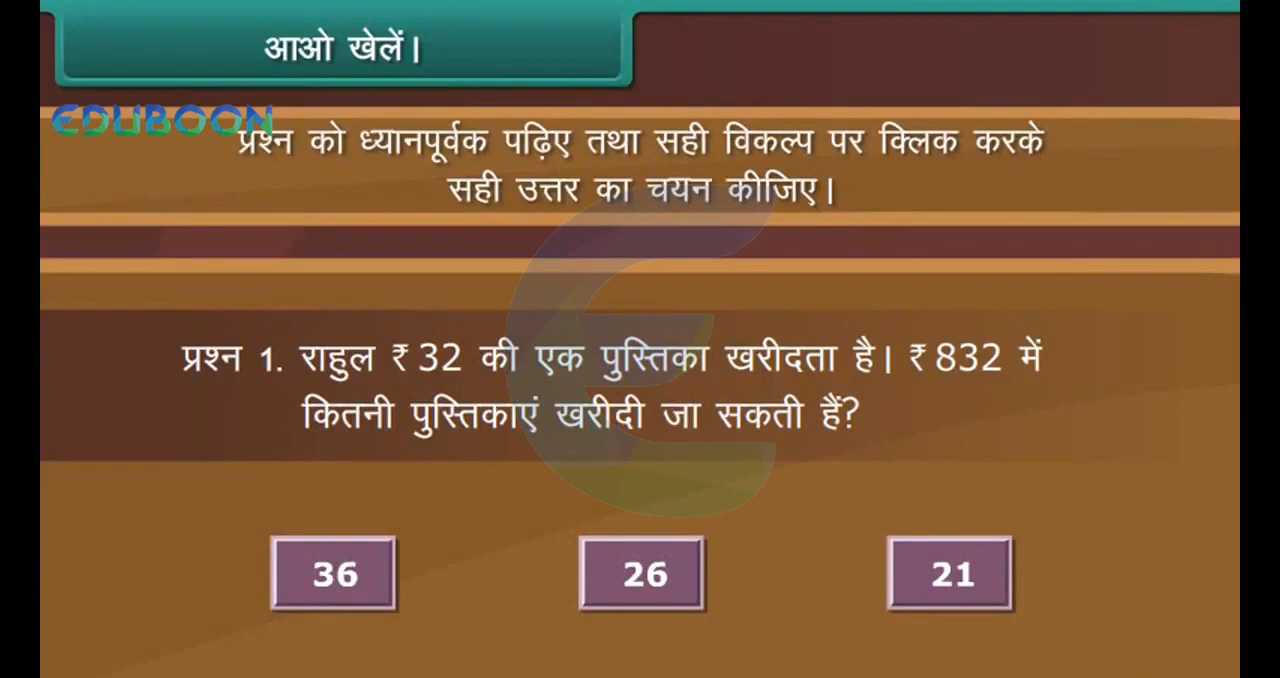 आओ खेलें।
EDUBOON
प्रश्न को ध्यानपूर्वक पढ़िए तथा सही विकल्प पर क्लिक करके
सही उत्तर का चयन कीजिए।
प्रश्न 1. राहुल ₹ 32 की एक पुस्तिका खरीदता है। ₹ 832 में
कितनी पुस्तिकाएं खरीदी जा सकती हैं?
36 26 21